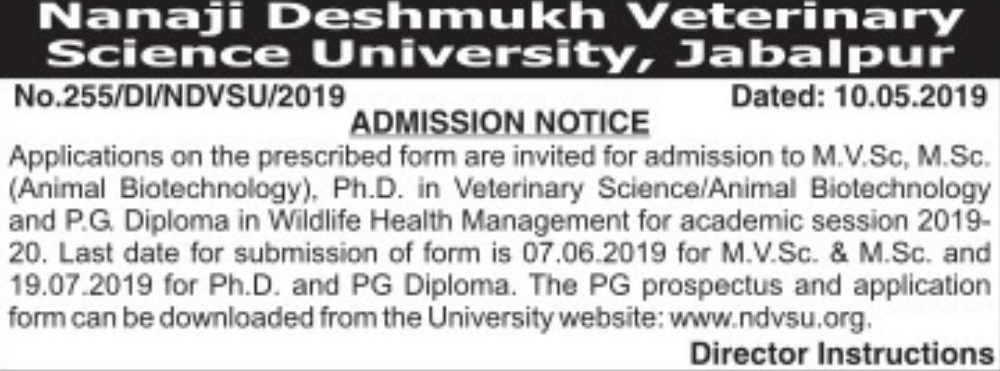 Nanaji Deshmukh Veterinary
Science University, Jabalpur
No.255/DI/NDVSU/2019 Dated: 10.05.2019
ADMISSION NOTICE
Applications on the prescribed form are invited for admission to M.V.Sc, M.Sc.
(Animal Biotechnology), Ph.D. in Veterinary Science/Animal Biotechnology
and P.G. Diploma in Wildlife Health Management for academic session 2019-
20. Last date for submission of form is 07.06.2019 for M.V.Sc. & M.Sc. and
19.07.2019 for Ph.D. and PG Diploma. The PG prospectus and application
form can be downloaded from the University website: www.ndvsu.org.
Director Instructions